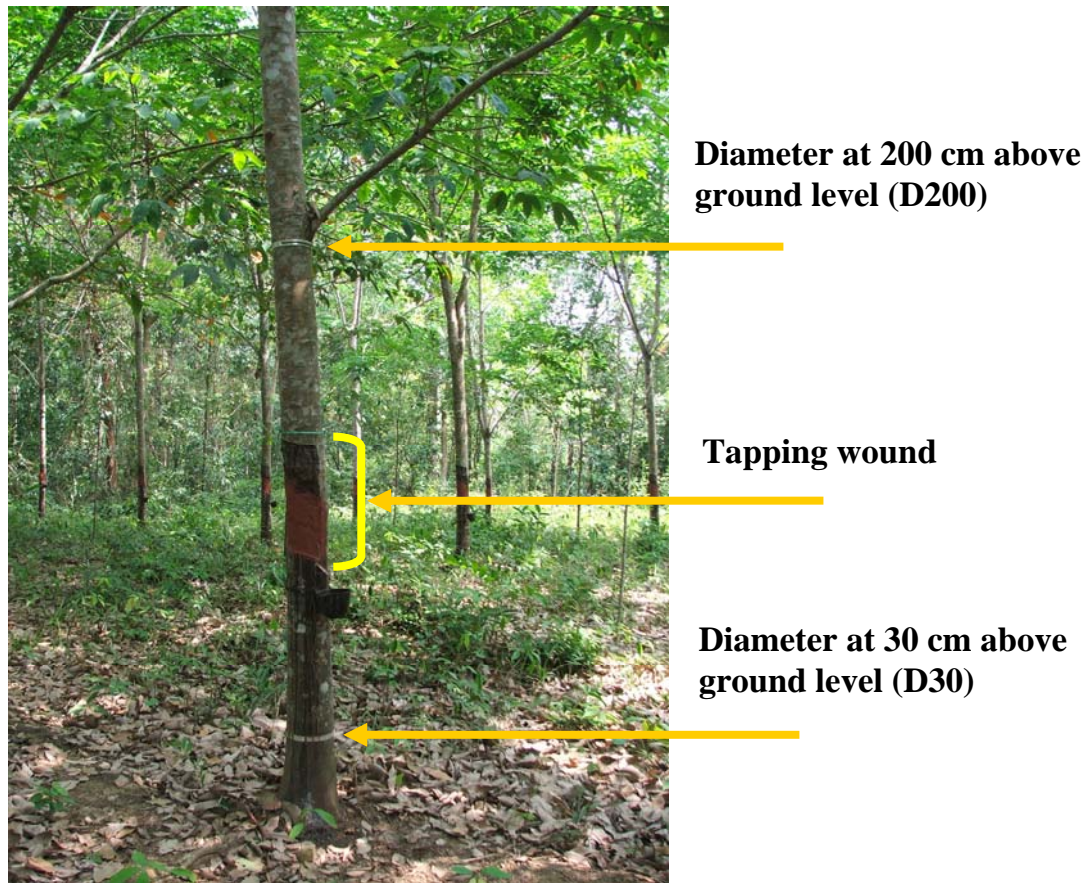 Diameter at 200 cm above
ground level (D200)
Tapping wound
Diameter at 30 cm above
ground level (D30)